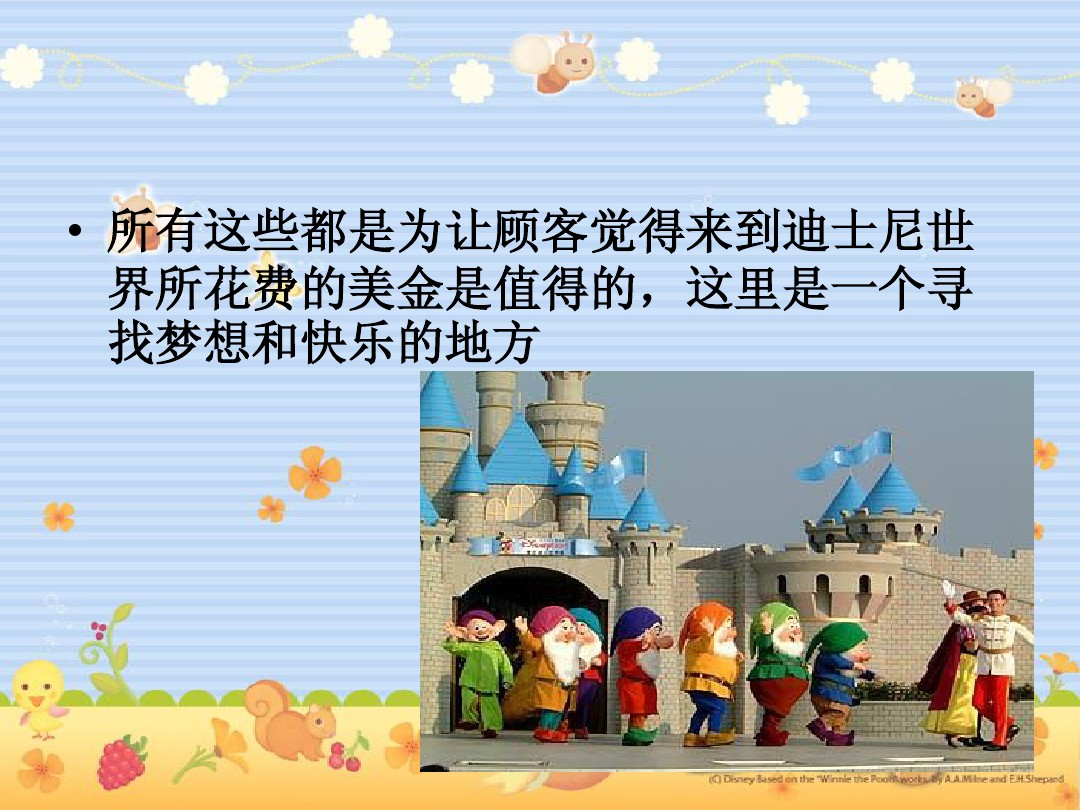 • 所有这些都是为让顾客觉得来到迪士尼世
界所花费的美金是值得的，这里是一个寻
找梦想和快乐的地方
(C) Disney Based on the "Winnie the Pooh" works, by A.A.Milne and E.H.Shepard